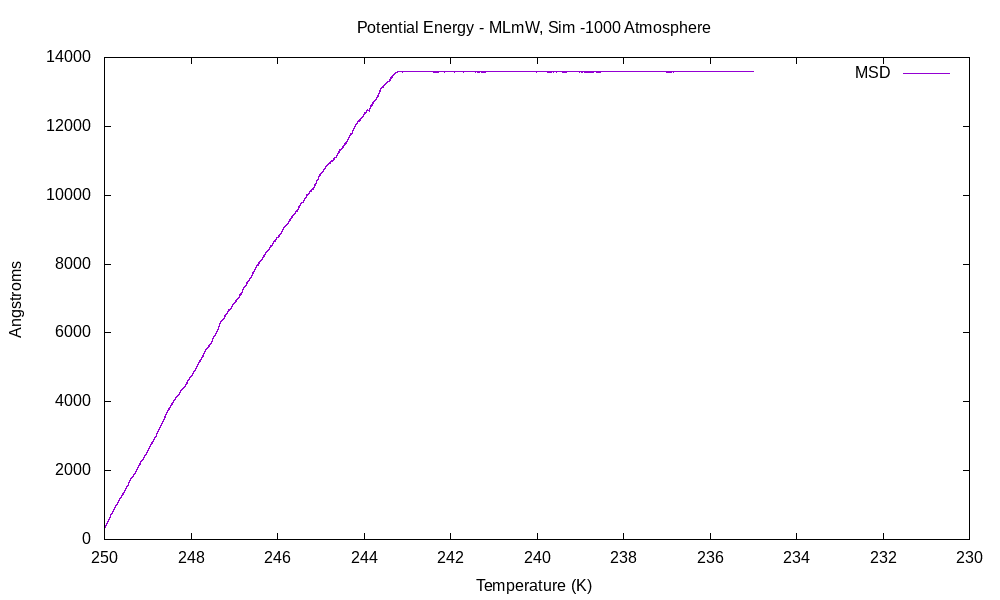 Potential Energy - MLmW, Sim -1000 Atmosphere
14000
MSD
12000
10000
8000
6000
4000
2000
0
Angstroms
250 248 246 244 242 240 238 236 234 232 230
Temperature (K)